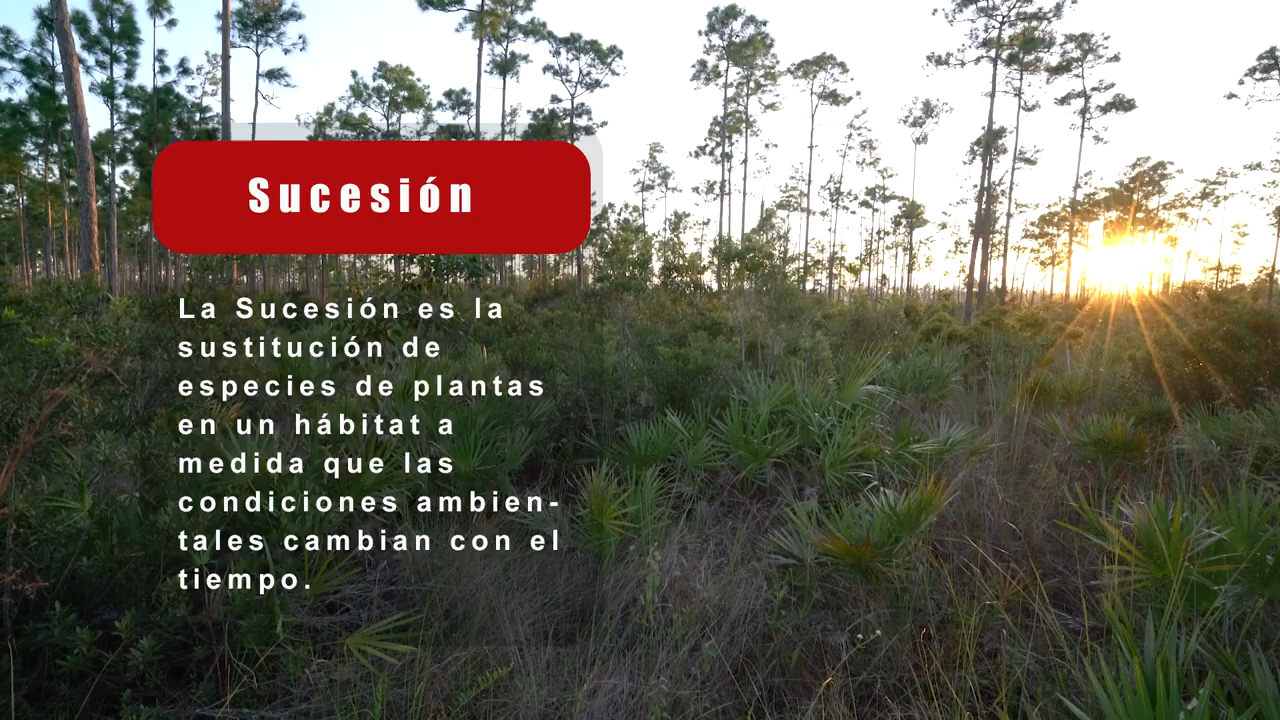 Sucesión
La Sucesión es la
sustitución de
especies de plantas
en un hábitat a
medida que las
condiciones ambien-
tales cambian con el
tiempo.